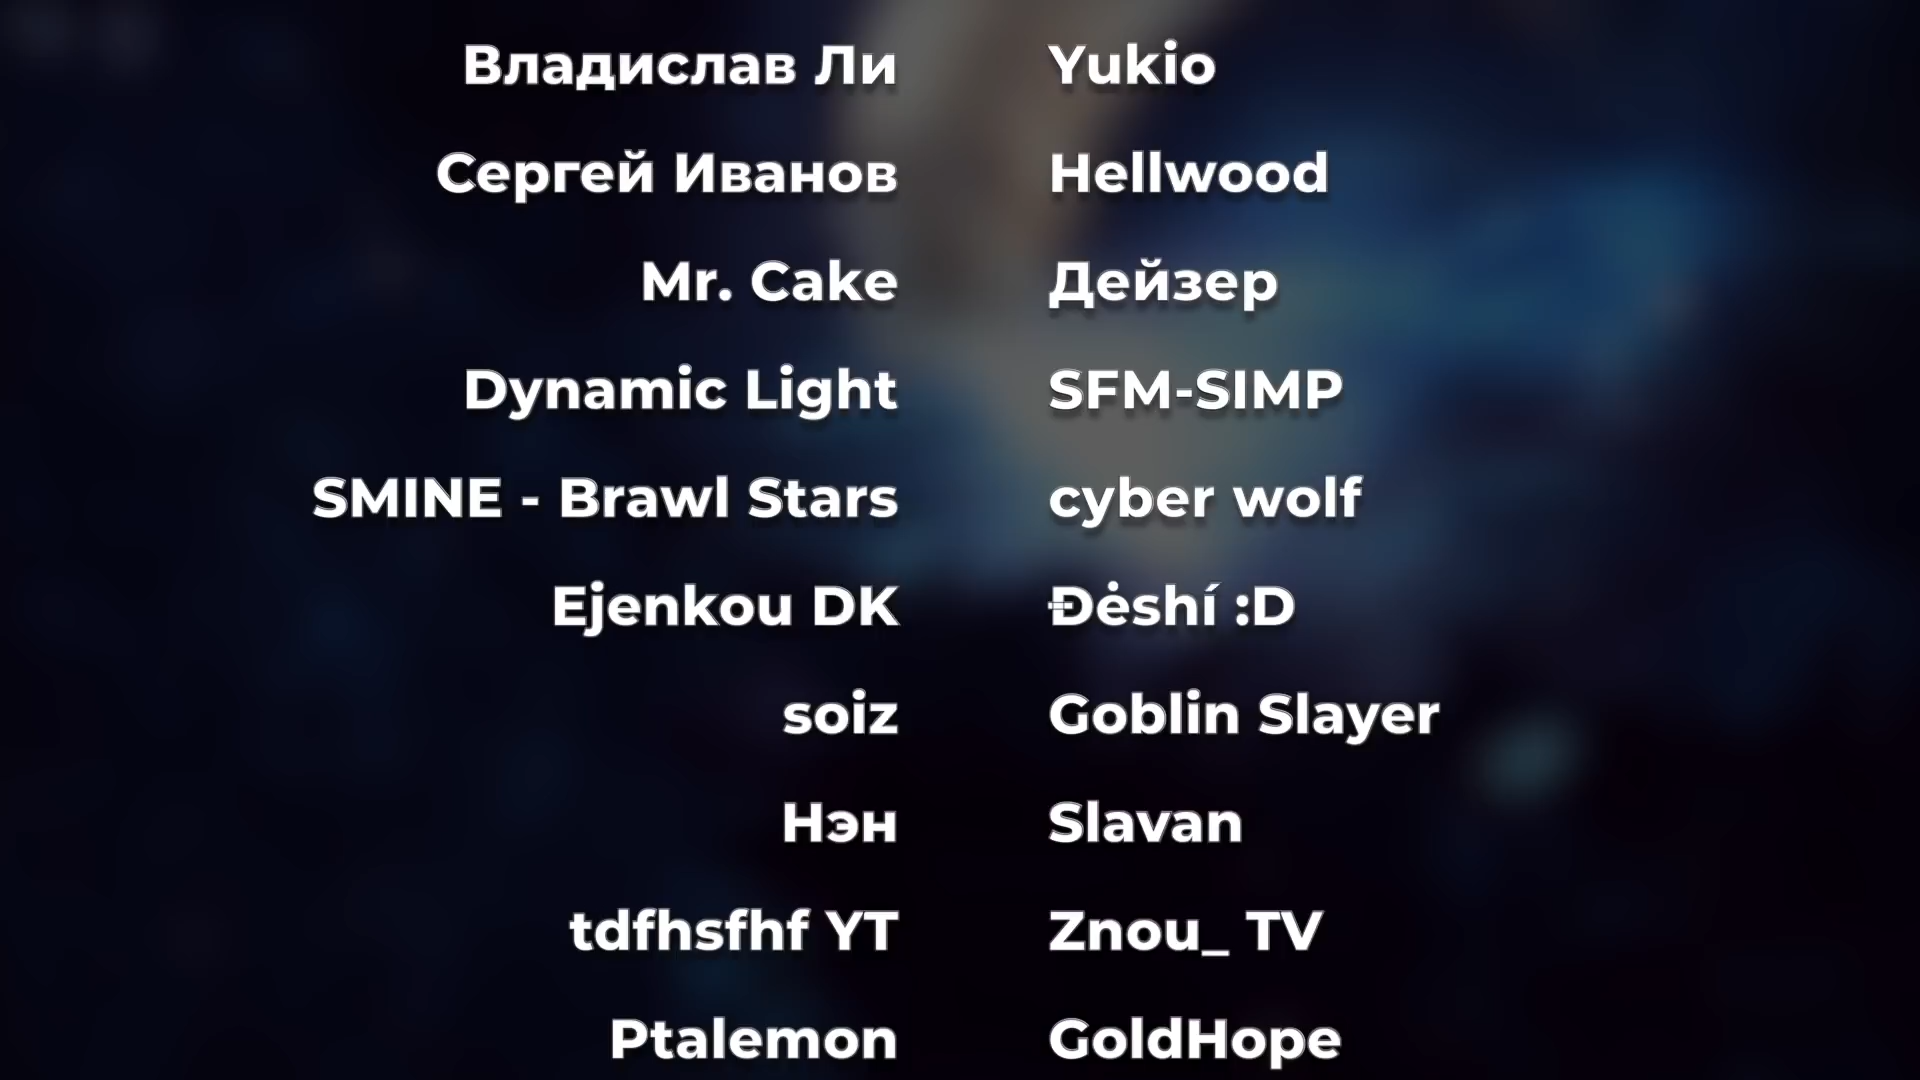 Владислав Ли Yukio
Сергей Иванов Hellwood
Mr. Cake Дейзер
Dynamic Light SFM-SIMP
SMINE - Brawl Stars cyber wolf
Ejenkou DK Đėshí :D
soiz Goblin Slayer
Нэн Slavan
tdfhsfhf YT Znou_ TV
Ptalemon GoldHope